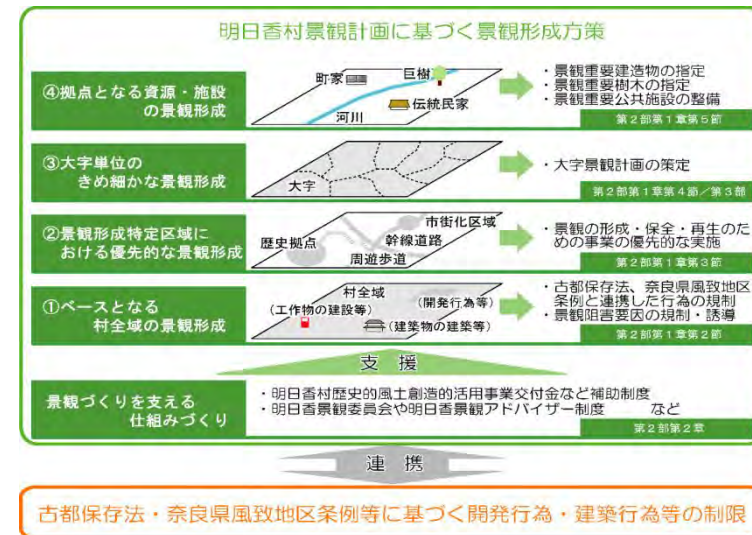 明日香村景観計画に基づく景観形成方策
④拠点となる資源・施設
の景観形成
町家
巨樹
伝統民家
河川
・景観重要建造物の指定
・景観重要樹木の指定
・景観重要公共施設の整備
第2部第1章第5節
③大字単位の
きめ細かな景観形成
大字
・大字景観計画の策定
第2部第1章第4節／第3部
②景観形成特定区域に
おける優先的な景観形成
市街化区域
歴史拠点
幹線道路
周遊歩道
・景観の形成・保全・再生のた
めの事業の優先的な実施
第2部第1章第3節
①ベースとなる
村全域の景観形成
村全域
(工作物の建設等)
(開発行為等)
(建築物の建築等)
・古都保存法、奈良県風致地区
条例と連携した行為の規制
・景観阻害要因の規制・誘導
第2部第1章第2節
支 援
景観づくりを支える
仕組みづくり
・明日香村歴史的風土創造的活用事業交付金など補助制度
・明日香景観委員会や明日香景観アドバイザー制度 など
第2部第2章
連 携
古都保存法・奈良県風致地区条例等に基づく開発行為・建築行為等の制限